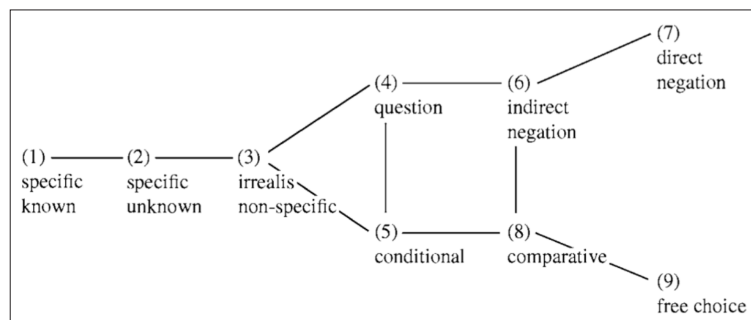 (7)
direct
negation
(4)
question
(6)
indirect
negation
(1)
specific
known
(2)
specific
unknown
(3)
irrealis
non-specific
(5)
conditional
(8)
comparative
(9)
free choice